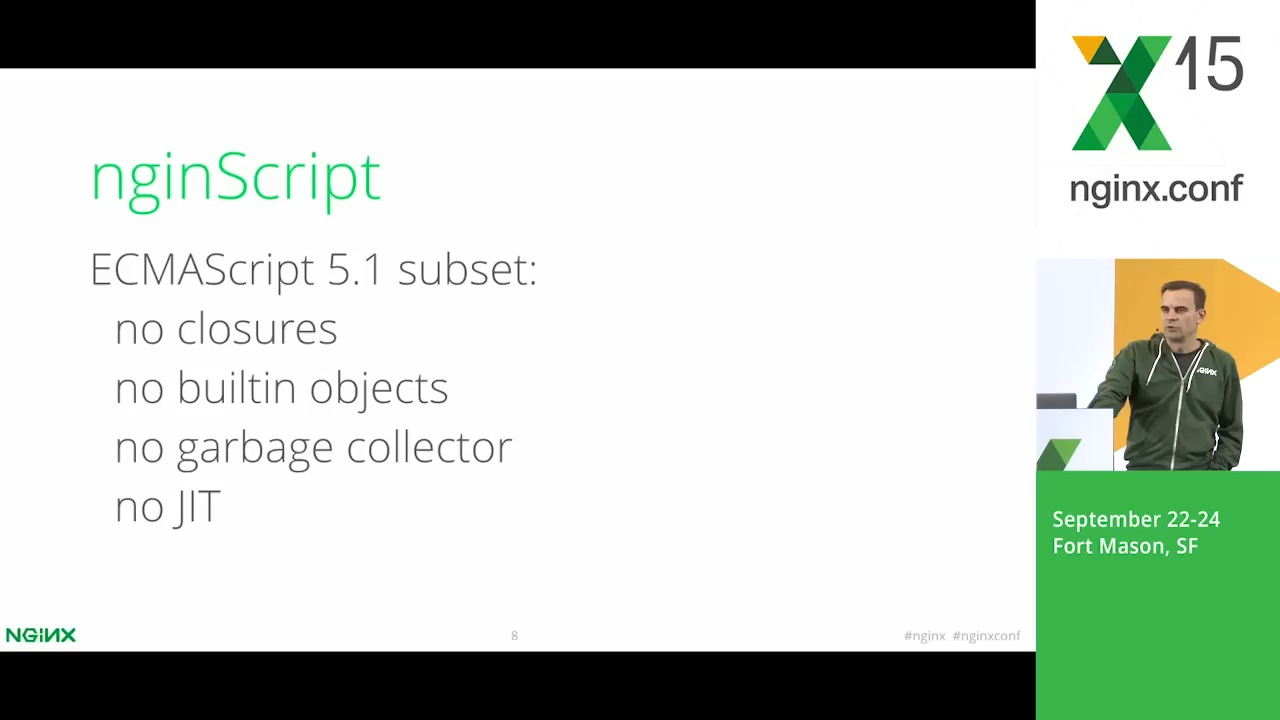 nginScript
ECMAScript 5.1 subset:
no closures
no builtin objects
no garbage collector
no JIT
NGINX
8
#nginx #nginxconf
15
nginx.conf
NGINX
September 22-24
Fort Mason, SF